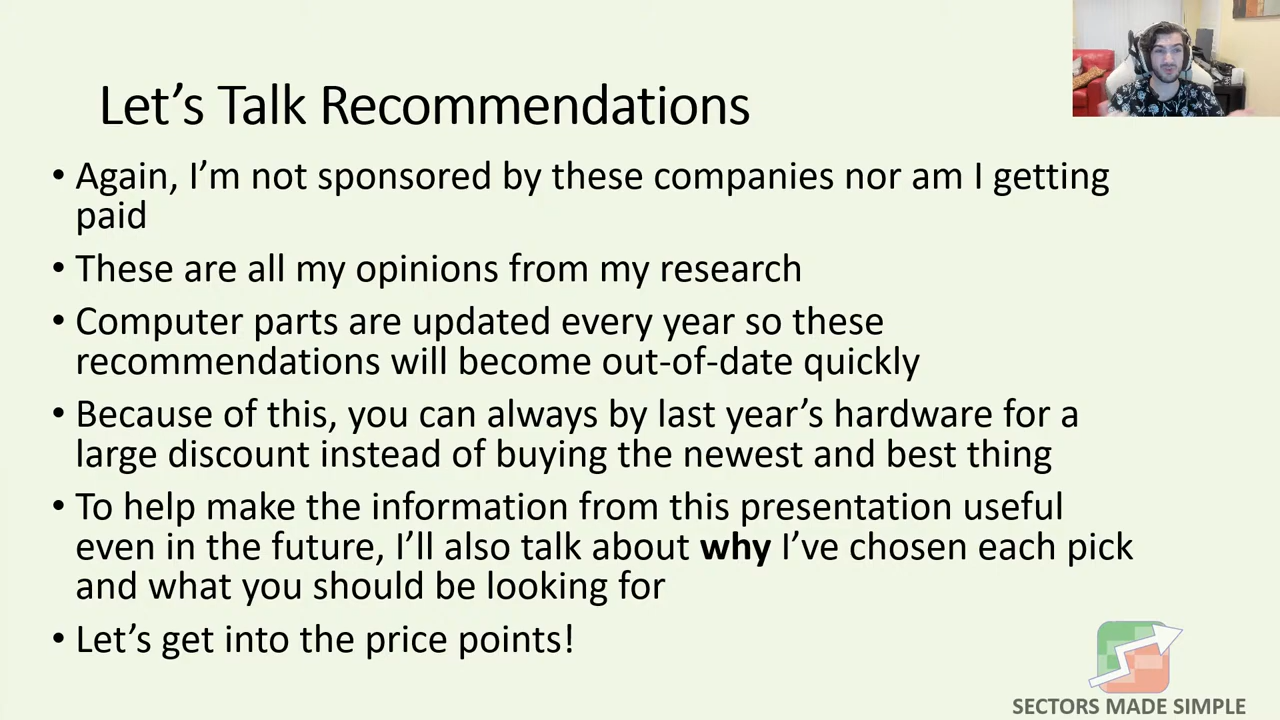 Let's Talk Recommendations
• Again, I'm not sponsored by these companies nor am I getting
paid
• These are all my opinions from my research
• Computer parts are updated every year so these
recommendations will become out-of-date quickly
• Because of this, you can always by last year's hardware for a
large discount instead of buying the newest and best thing
• To help make the information from this presentation useful
even in the future, I'll also talk about why I've chosen each pick
and what you should be looking for
• Let's get into the price points!
SECTORS MADE SIMPLE